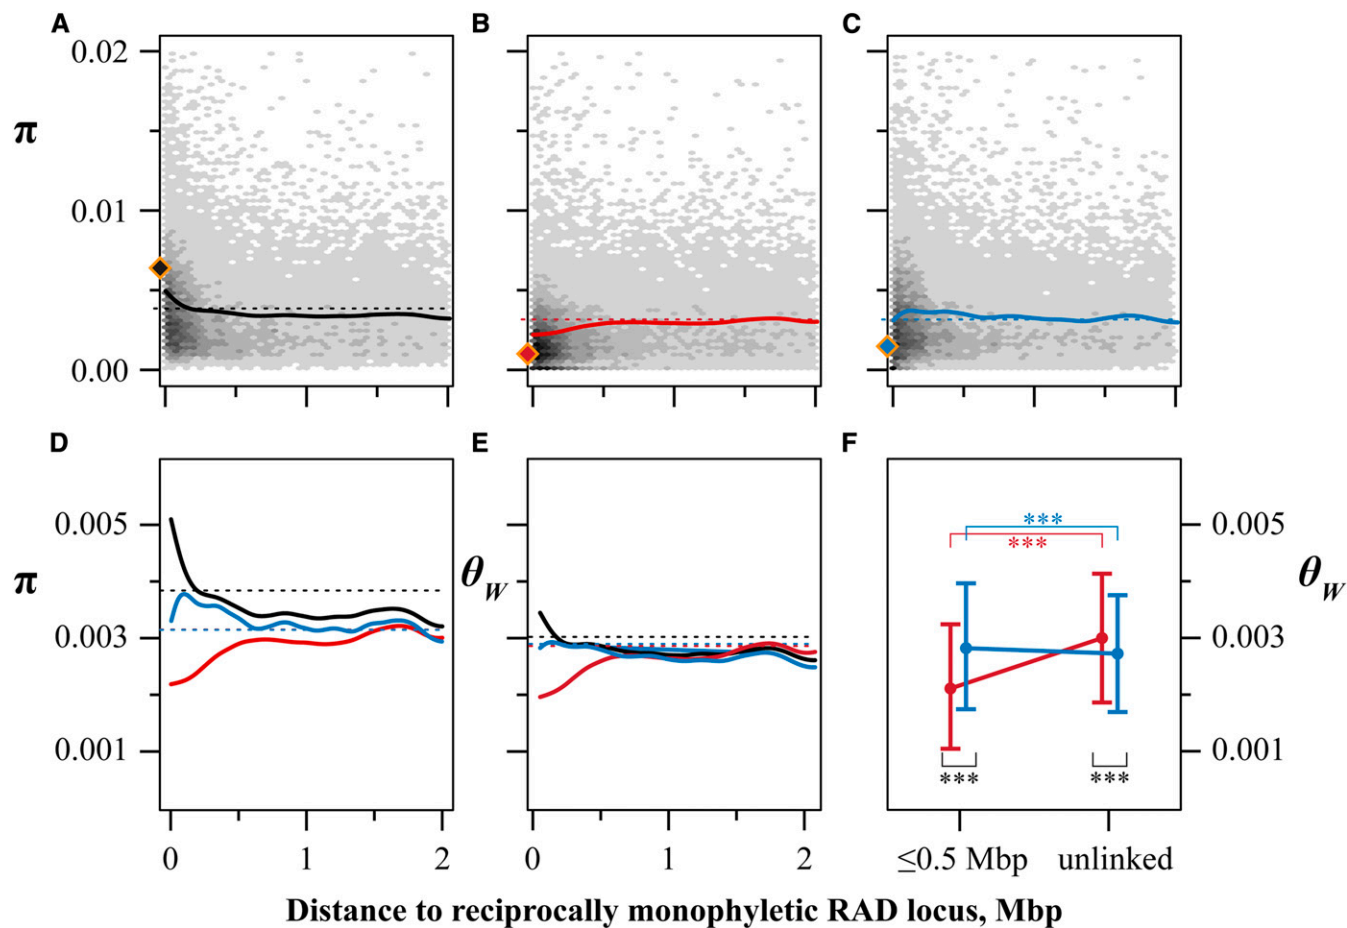 A B C
π
0.02
0.01
0.00
D E F
π
0.005
0.003
0.001
θW
***
***
***
***
0.005
0.003
0.001
θW
0 1 2
0 1 2
≤0.5 Mbp unlinked
Distance to reciprocally monophyletic RAD locus, Mbp